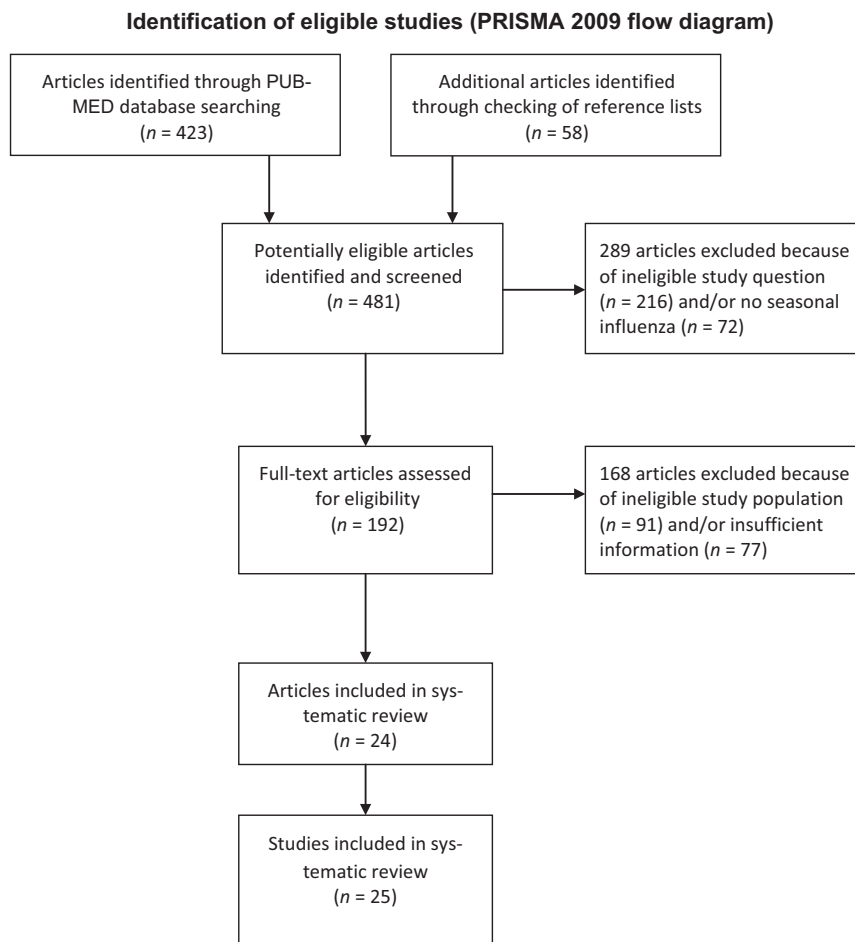 Identification of eligible studies (PRISMA 2009 flow diagram)
Articles identified through PUB-
MED database searching
(n = 423)
Additional articles identified
through checking of reference lists
(n = 58)
Potentially eligible articles
identified and screened
(n = 481)
289 articles excluded because
of ineligible study question
(n = 216) and/or no seasonal
influenza (n = 72)
Full-text articles assessed
for eligibility
(n = 192)
168 articles excluded because
of ineligible study population
(n = 91) and/or insufficient
information (n = 77)
Articles included in sys-
tematic review
(n = 24)
Studies included in sys-
tematic review
(n = 25)